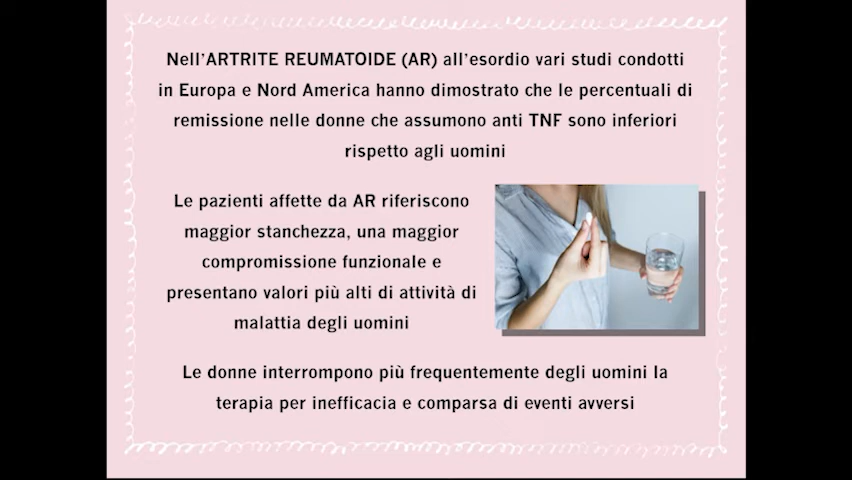 Nell'ARTRITE REUMATOIDE (AR) all'esordio vari studi condotti
in Europa e Nord America hanno dimostrato che le percentuali di
remissione nelle donne che assumono anti TNF sono inferiori
rispetto agli uomini
Le pazienti affette da AR riferiscono
maggior stanchezza, una maggior
compromissione funzionale e
presentano valori più alti di attività di
malattia degli uomini
Le donne interrompono più frequentemente degli uomini la
terapia per inefficacia e comparsa di eventi avversi